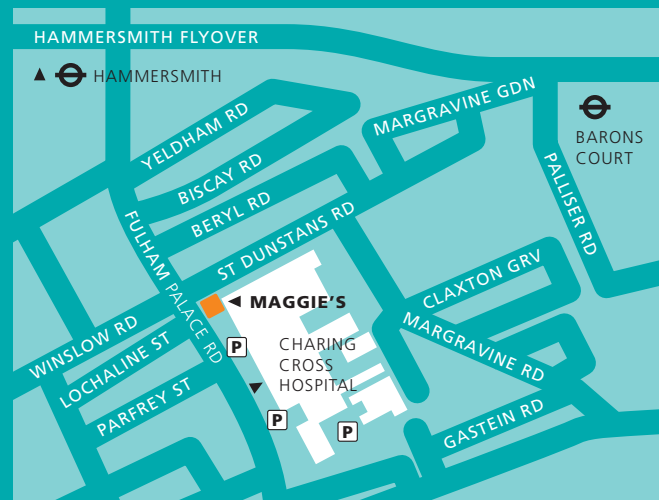 HAMMERSMITH FLYOVER
HAMMERSMITH
YELDHAM RD
MARGRAVINE GDN
BARONS
COURT
BISCAY RD
PALLISER RD
BERYL RD
ST DUNSTANS RD
FULHAM PALACE RD
CLAXTON GRV
MAGGIE'S
WINSLOW RD
MARGRAVINE RD
LOCHALINE ST
P
CHARING
CROSS
HOSPITAL
PARFREY ST
GASTEIN RD
P
P